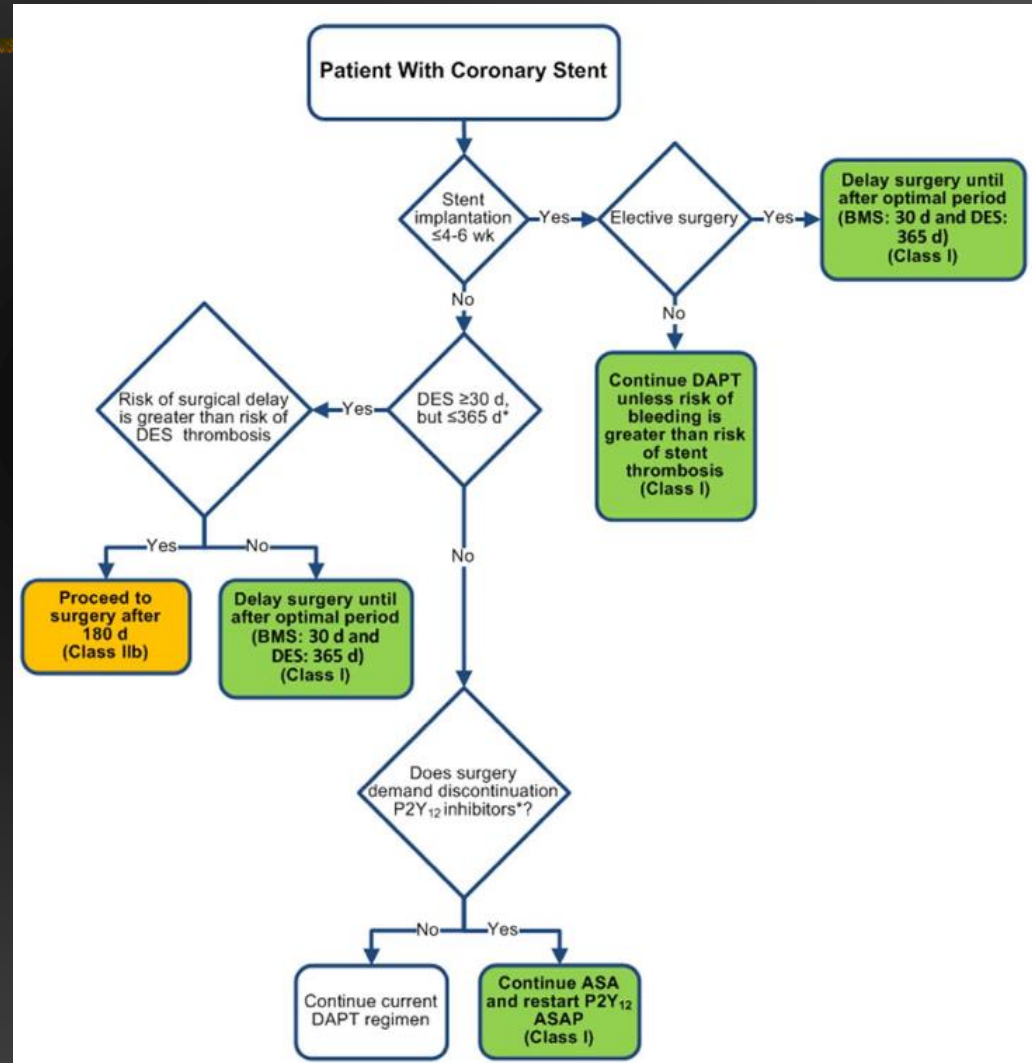 Patient With Coronary Stent
Stent
implantation
≤4-6 wk
Yes
Elective surgery
Yes
Delay surgery until
after optimal period
(BMS: 30 d and DES:
365 d)
(Class I)
No
No
Continue DAPT
unless risk of
bleeding is
greater than risk
of stent
thrombosis
(Class I)
DES ≥30 d,
but ≤365 d*
Yes
Risk of surgical delay
is greater than risk of
DES thrombosis
Yes
No
Proceed to
surgery after
180 d
(Class IIb)
Delay surgery until
after optimal period
(BMS: 30 d and
DES: 365 d)
(Class I)
No
Does surgery
demand discontinuation
P2Y₁₂ inhibitors*?
No
Yes
Continue current
DAPT regimen
Continue ASA
and restart P2Y₁₂
ASAP
(Class I)